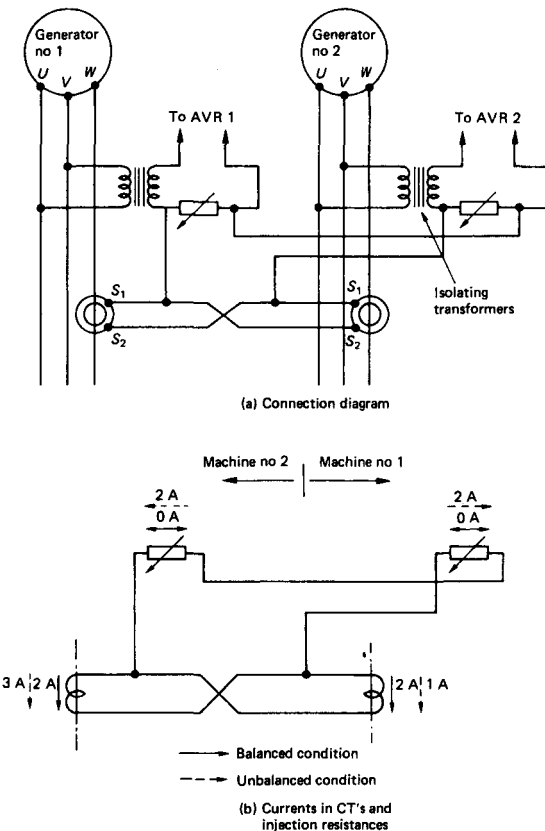 Generator
no 1
U
V
W
Generator
no 2
U
V
W
To AVR 1
To AVR 2
S1
S2
S1
S2
Isolating
transformers
(a) Connection diagram
Machine no 2
Machine no 1
2 A
0 A
2 A
0 A
3 A
2 A
2 A
1 A
Balanced condition
Unbalanced condition
(b) Currents in CT's and
injection resistances